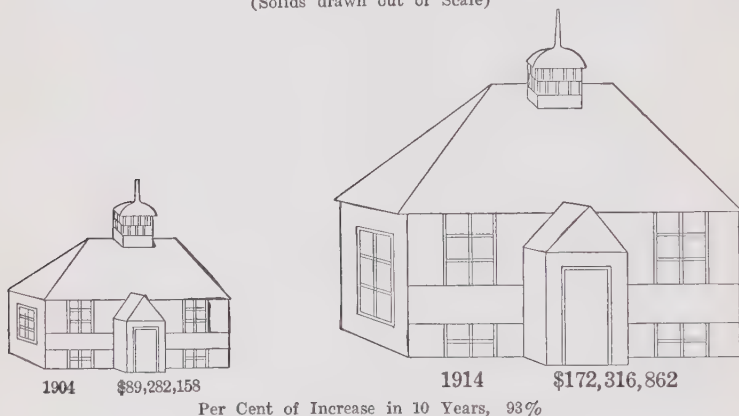 (Solids drawn out of Scale)
1904 $89,282,158
1914 $172,316,862
Per Cent of Increase in 10 Years, 93%